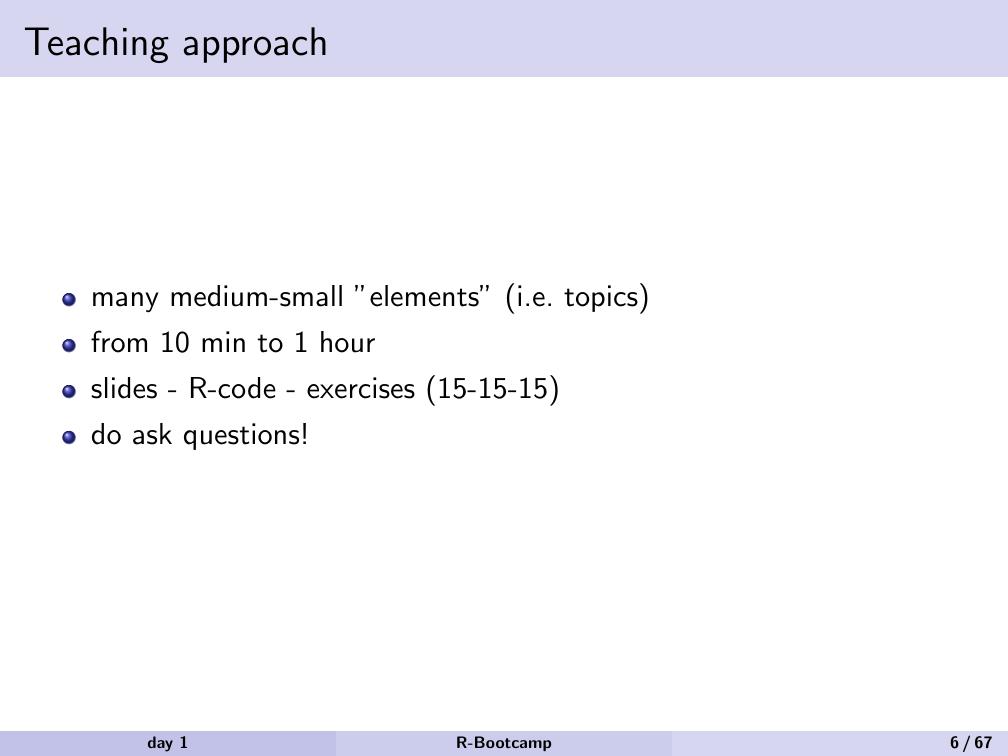 Teaching approach
many medium-small ”elements” (i.e. topics)
from 10 min to 1 hour
slides - R-code - exercises (15-15-15)
do ask questions!
day 1
R-Bootcamp
6 / 67